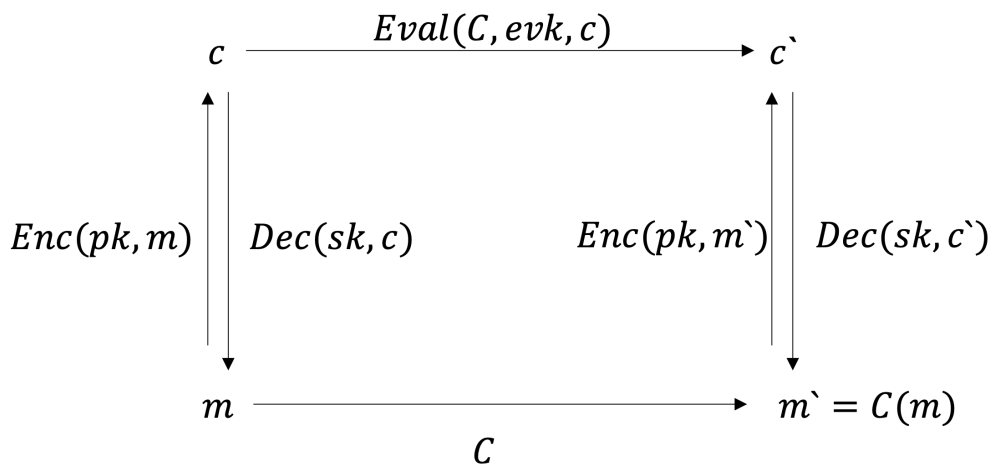 Eval(C, evk, c)
c
c`
Enc(pk, m)
Dec(sk, c)
Enc(pk, m`)
Dec(sk, c`)
m
m` = C(m)
C